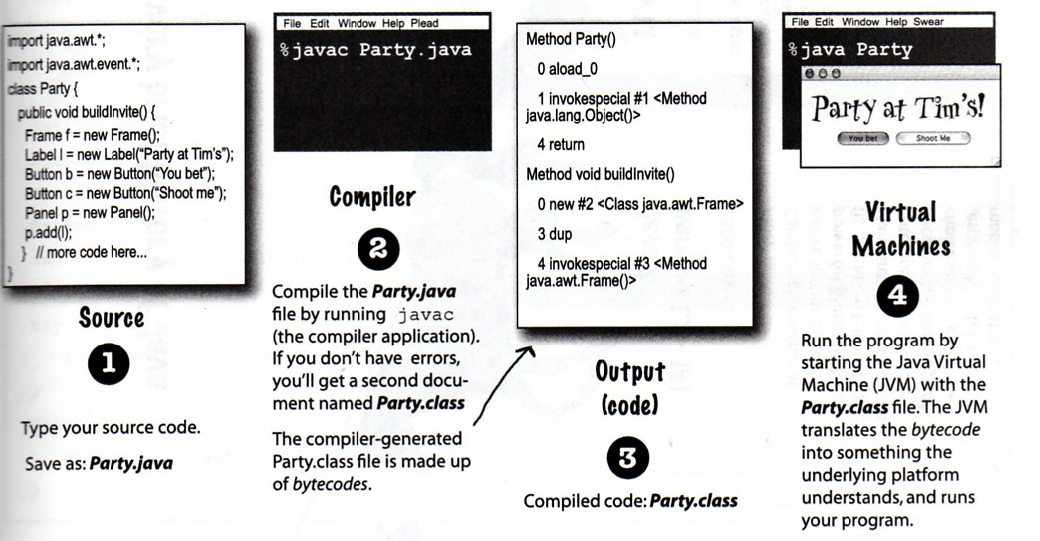 import java.awt.*;
import java.awt.event.*;
class Party {
public void buildInvite() {
Frame f = new Frame();
Label l = new Label("Party at Tim's");
Button b = new Button("You bet");
Button c = new Button("Shoot me");
Panel p = new Panel();
p.add(l);
} // more code here...
}
Source
1
Type your source code.
Save as: Party.java
File Edit Window Help Plead
%javac Party.java
Compiler
2
Compile the Party.java
file by running javac
(the compiler application).
If you don't have errors,
you'll get a second docu-
ment named Party.class
The compiler-generated
Party.class file is made up
of bytecodes.
Method Party()
0 aload_0
1 invokespecial #1 <Method
java.lang.Object()>
4 return
Method void buildInvite()
0 new #2 <Class java.awt.Frame>
3 dup
4 invokespecial #3 <Method
java.awt.Frame()>
Output
(code)
3
Compiled code: Party.class
File Edit Window Help Swear
%java Party
Party at Tim's!
You bet Shoot Me
Virtual
Machines
4
Run the program by
starting the Java Virtual
Machine (JVM) with the
Party.class file. The JVM
translates the bytecode
into something the
underlying platform
understands, and runs
your program.